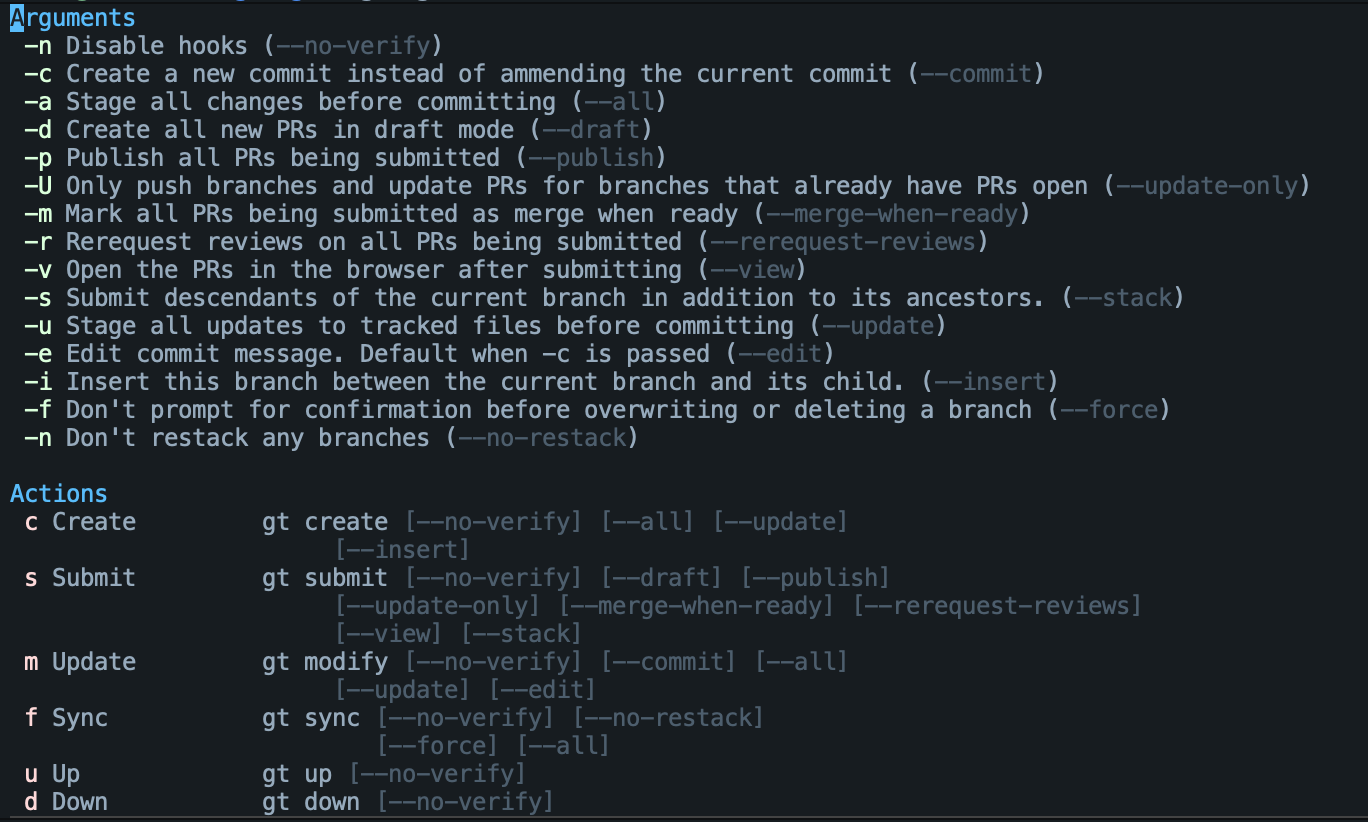 Arguments
-n Disable hooks (--no-verify)
-c Create a new commit instead of ammending the current commit (--commit)
-a Stage all changes before committing (--all)
-d Create all new PRs in draft mode (--draft)
-p Publish all PRs being submitted (--publish)
-U Only push branches and update PRs for branches that already have PRs open (--update-only)
-m Mark all PRs being submitted as merge when ready (--merge-when-ready)
-r Rerequest reviews on all PRs being submitted (--rerequest-reviews)
-v Open the PRs in the browser after submitting (--view)
-s Submit descendants of the current branch in addition to its ancestors. (--stack)
-u Stage all updates to tracked files before committing (--update)
-e Edit commit message. Default when -c is passed (--edit)
-i Insert this branch between the current branch and its child. (--insert)
-f Don't prompt for confirmation before overwriting or deleting a branch (--force)
-n Don't restack any branches (--no-restack)
Actions
c Create gt create [--no-verify] [--all] [--update]
[--insert]
s Submit gt submit [--no-verify] [--draft] [--publish]
[--update-only] [--merge-when-ready] [--rerequest-reviews]
[--view] [--stack]
m Update gt modify [--no-verify] [--commit] [--all]
[--update] [--edit]
f Sync gt sync [--no-verify] [--no-restack]
[--force] [--all]
u Up gt up [--no-verify]
d Down gt down [--no-verify]